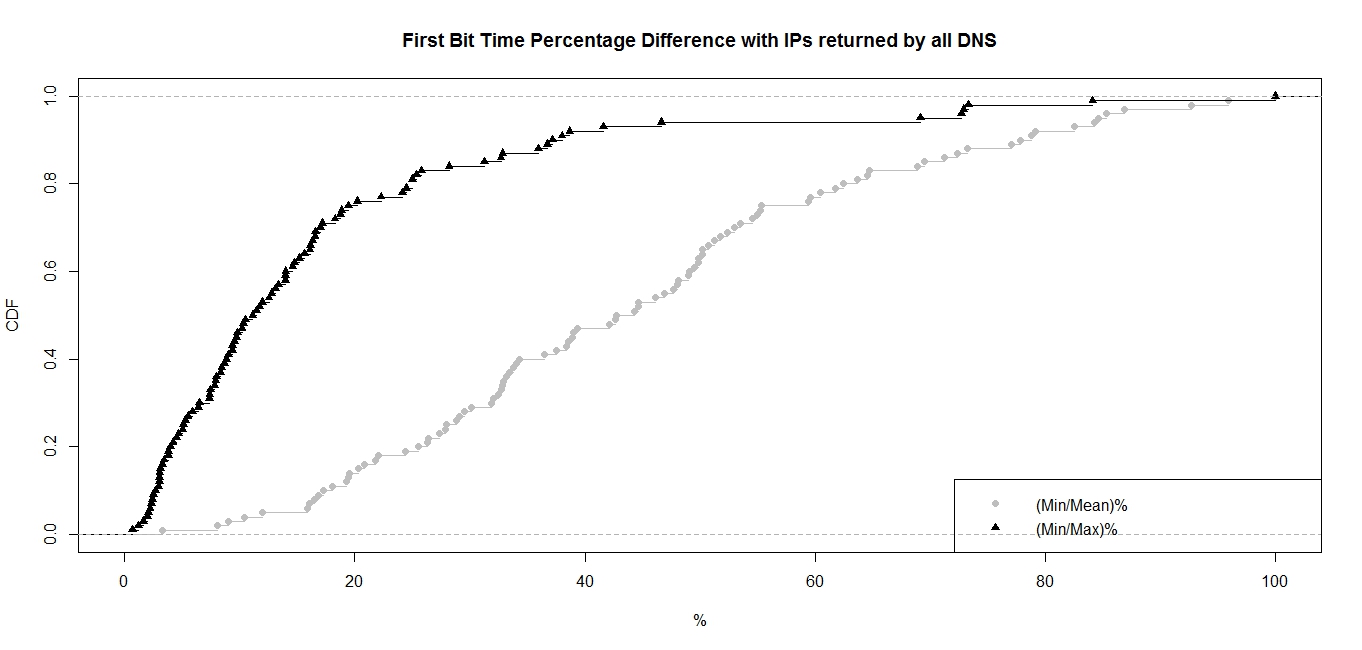 First Bit Time Percentage Difference with IPs returned by all DNS
CDF
1.0
0.8
0.6
0.4
0.2
0.0
0 20 40 60 80 100
%
(Min/Mean)%
(Min/Max)%